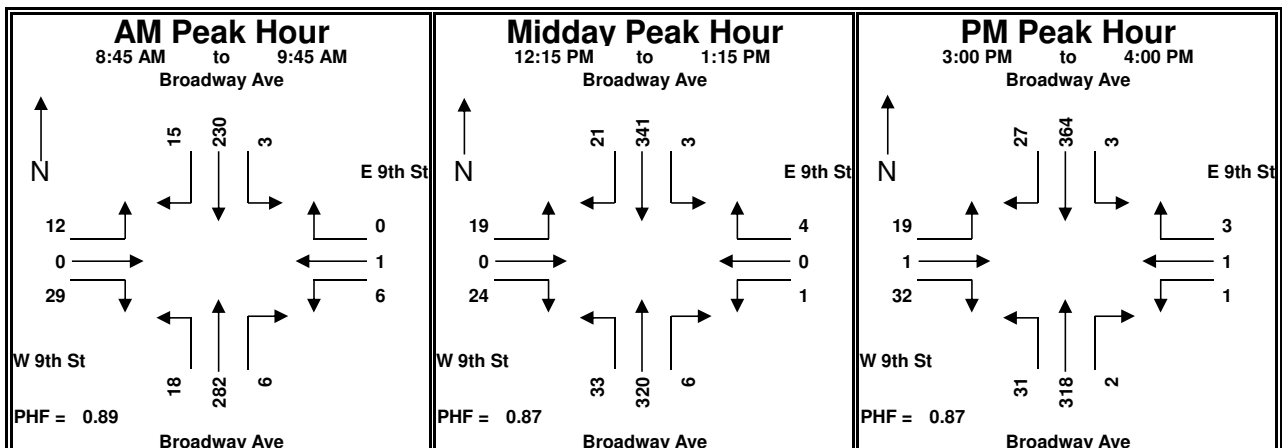 AM Peak Hour
8:45 AM to 9:45 AM
Broadway Ave
15 230 3
N
E 9th St
12 0
0 1
29 6
W 9th St
18 282 6
PHF = 0.89
Broadway Ave
Midday Peak Hour
12:15 PM to 1:15 PM
Broadway Ave
21 341 3
N
E 9th St
19 4
0 0
24 1
W 9th St
33 320 6
PHF = 0.87
Broadway Ave
PM Peak Hour
3:00 PM to 4:00 PM
Broadway Ave
27 364 3
N
E 9th St
19 3
1 1
32 1
W 9th St
31 318 2
PHF = 0.87
Broadway Ave